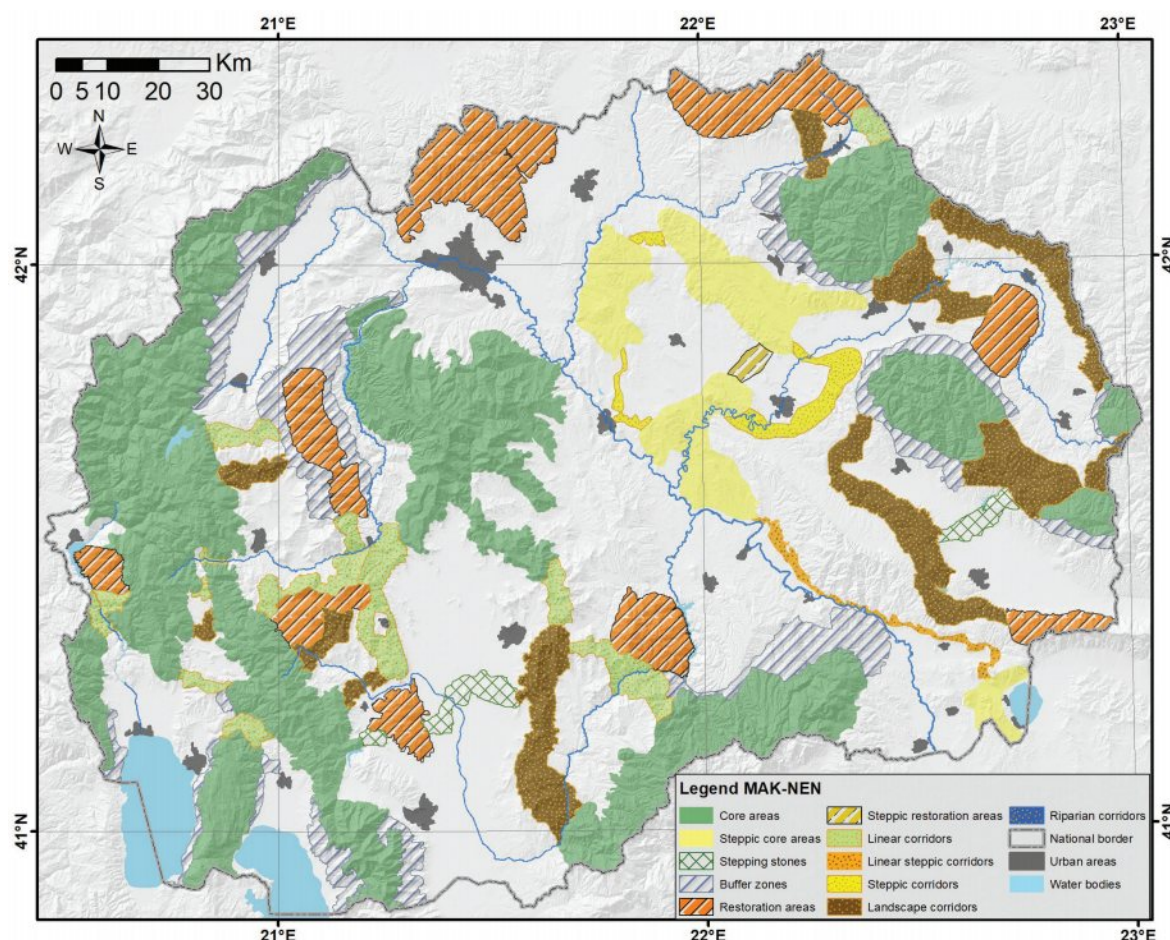 21°E 22°E 23°E
Km
0 5 10 20 30
N
W E
S
42°N 42°N
41°N 41°N
Legend MAK-NEN
Core areas
Steppic core areas
Stepping stones
Buffer zones
Restoration areas
Steppic restoration areas
Linear corridors
Linear steppic corridors
Steppic corridors
Landscape corridors
Riparian corridors
National border
Urban areas
Water bodies
21°E 22°E 23°E